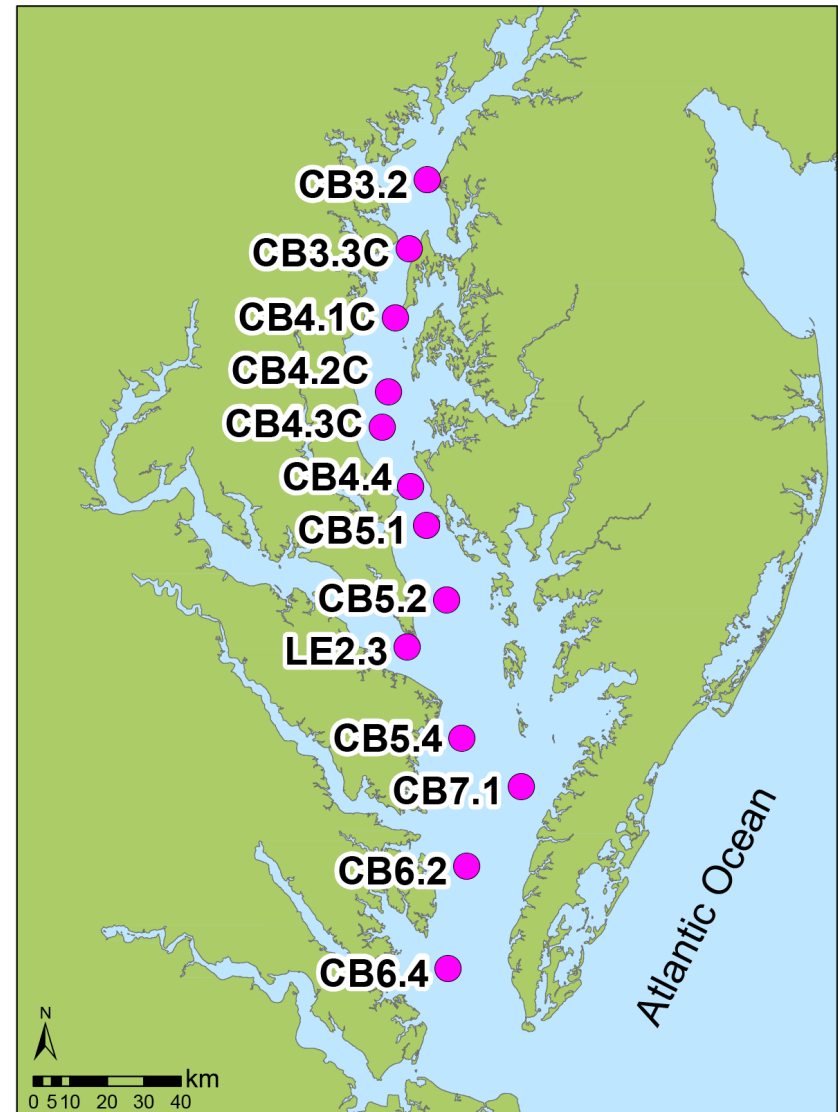 CB3.2
CB3.3C
CB4.1C
CB4.2C
CB4.3C
CB4.4
CB5.1
CB5.2
LE2.3
CB5.4
CB7.1
CB6.2
CB6.4
Atlantic Ocean
N
km
0 5 10 20 30 40